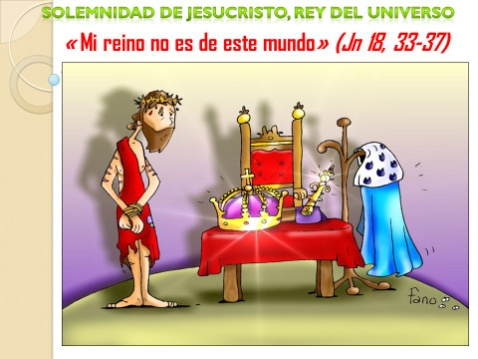 SOLEMNIDAD DE JESUCRISTO, REY DEL UNIVERSO
«Mi reino no es de este mundo» (Jn 18, 33-37)
fano